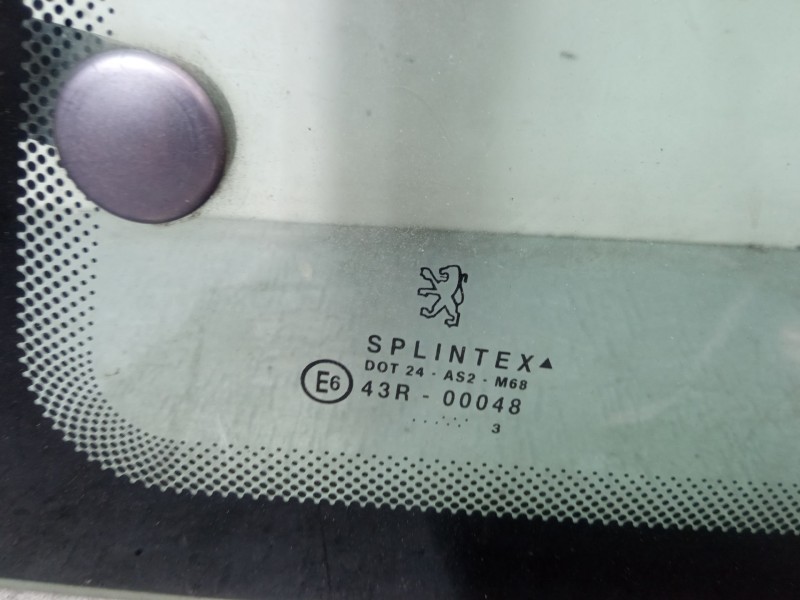 SPLINTEX▲
DOT 24 - AS2 - M68
E6
43R - 00048
....... 3